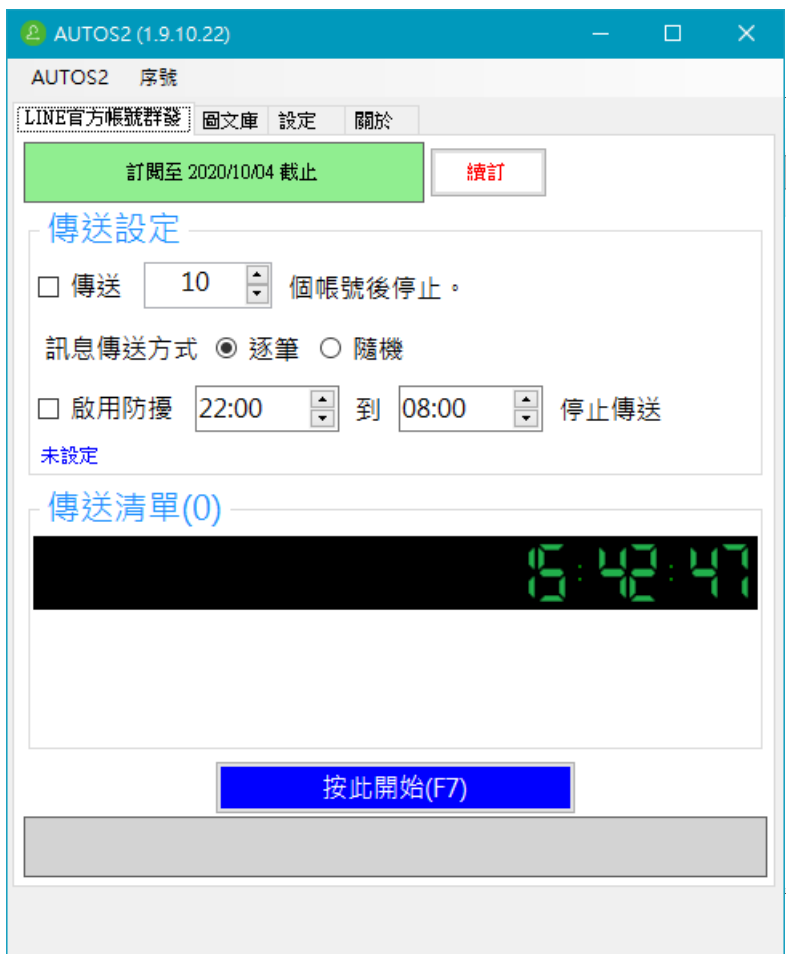 AUTOS2 (1.9.10.22)
AUTOS2 序號
LINE官方帳號群發 圖文庫 設定 關於
訂閱至 2020/10/04 截止 續訂
傳送設定
傳送 10 個帳號後停止。
訊息傳送方式 逐筆 隨機
啟用防擾 22:00 到 08:00 停止傳送
未設定
傳送清單(0)
15:42:47
按此開始(F7)